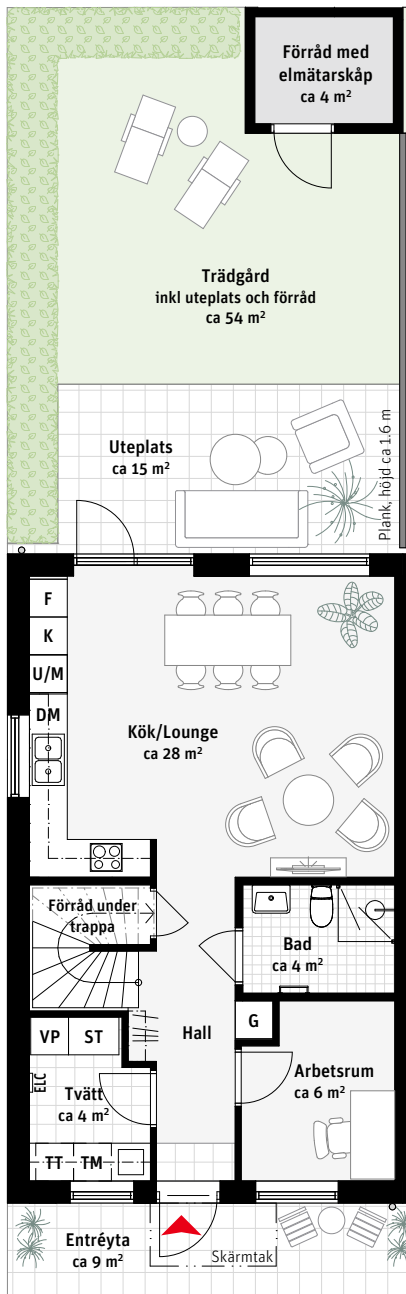 Förråd med
elmätarskåp
ca 4 m²
Trädgård
inkl uteplats och förråd
ca 54 m²
Plank, höjd ca 1.6 m
Uteplats
ca 15 m²
F
K
U/M
DM
Kök/Lounge
ca 28 m²
Förråd under
trappa
Bad
ca 4 m²
Hall
G
VP
ST
ELC
Tvätt
ca 4 m²
Arbetsrum
ca 6 m²
TT
TM
Entréyta
ca 9 m²
Skärmtak